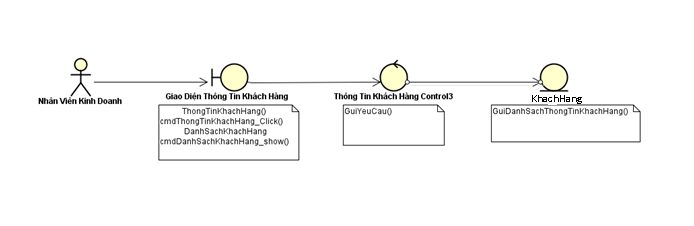 Nhân Viên Kinh Doanh
Giao Diên Thông Tin Khách Hàng
Thông Tin Khách Hàng Control3
KhachHang
ThongTinKhachHang()
cmdThongTinKhachHang_Click()
DanhSachKhachHang
cmdDanhSachKhachHang_show()
GuiYeuCau()
GuiDanhSachThongTinKhachHang()